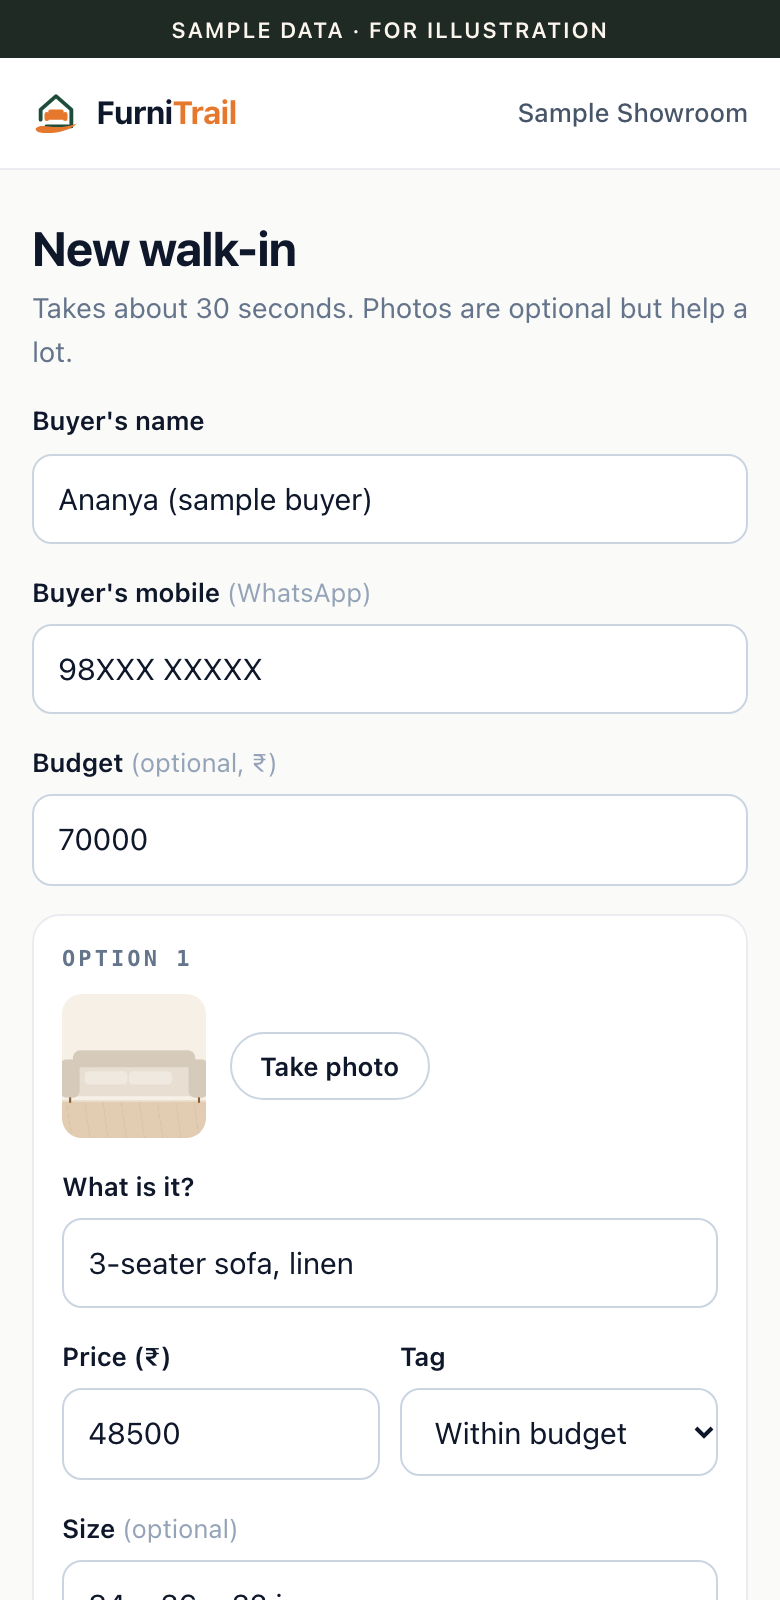 SAMPLE DATA · FOR ILLUSTRATION
FurniTrail
Sample Showroom
New walk-in
Takes about 30 seconds. Photos are optional but help a
lot.
Buyer's name
Ananya (sample buyer)
Buyer's mobile (WhatsApp)
98XXX XXXXX
Budget (optional, ₹)
70000
OPTION 1
Take photo
What is it?
3-seater sofa, linen
Price (₹)
Tag
48500
Within budget
Size (optional)